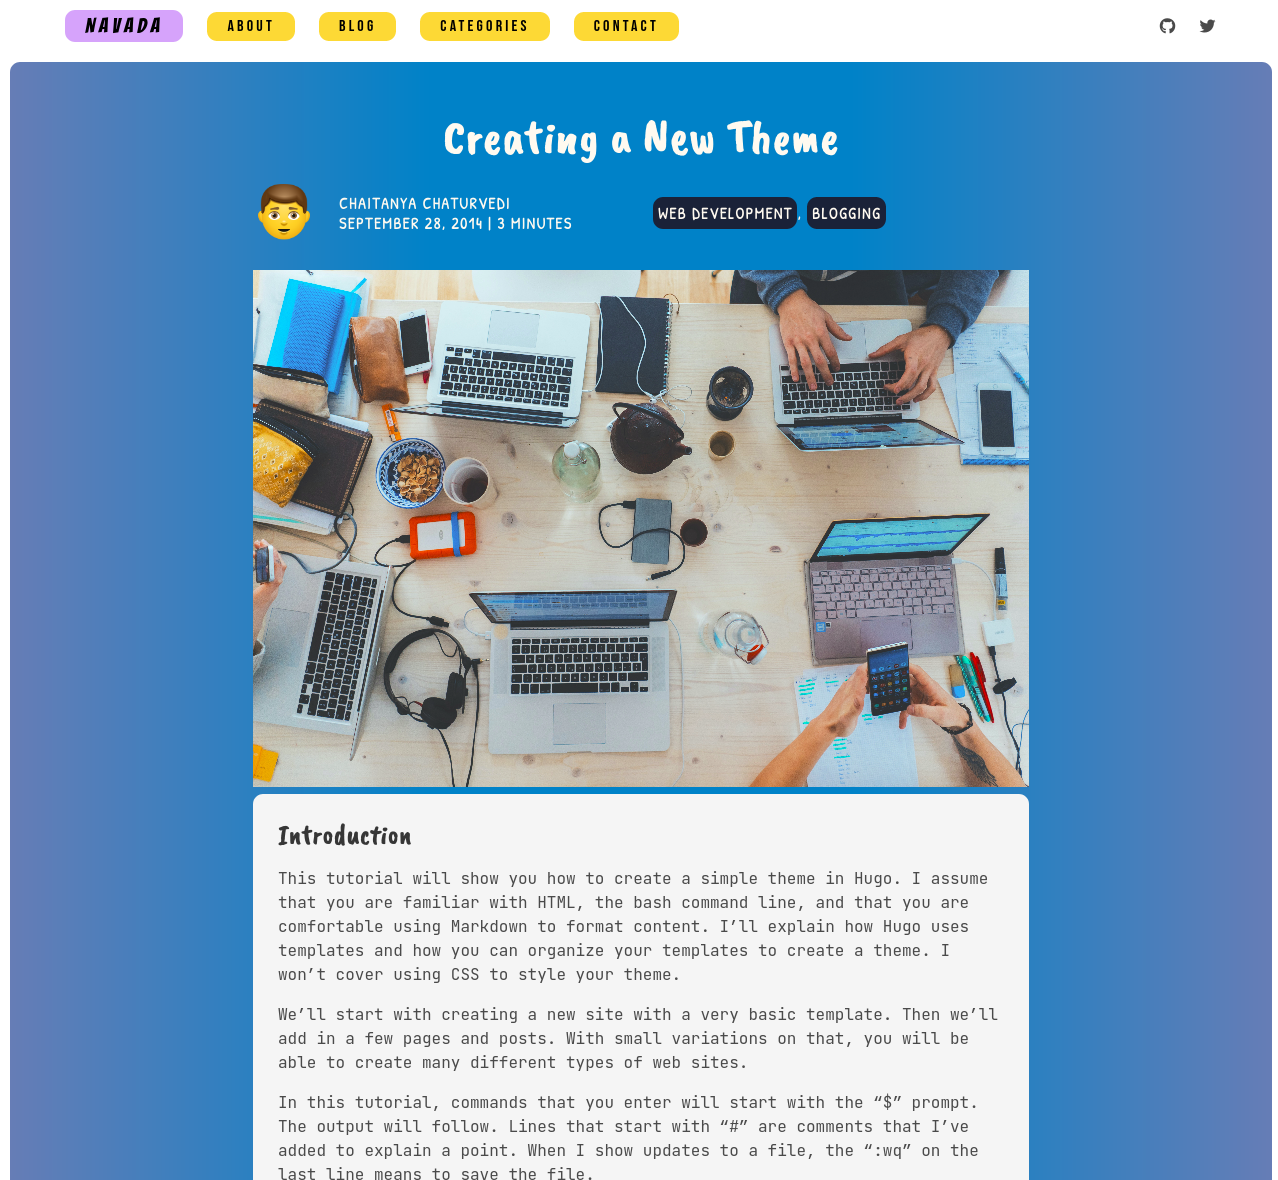 NAVADA
ABOUT
BLOG
CATEGORIES
CONTACT
Creating a New Theme
CHAITANYA CHATURVEDI
SEPTEMBER 28, 2014 | 3 MINUTES
WEB DEVELOPMENT, BLOGGING
Introduction
This tutorial will show you how to create a simple theme in Hugo. I assume
that you are familiar with HTML, the bash command line, and that you are
comfortable using Markdown to format content. I’ll explain how Hugo uses
templates and how you can organize your templates to create a theme. I
won’t cover using CSS to style your theme.
We’ll start with creating a new site with a very basic template. Then we’ll
add in a few pages and posts. With small variations on that, you will be
able to create many different types of web sites.
In this tutorial, commands that you enter will start with the “$” prompt.
The output will follow. Lines that start with “#” are comments that I’ve
added to explain a point. When I show updates to a file, the “:wq” on the
last line means to save the file.